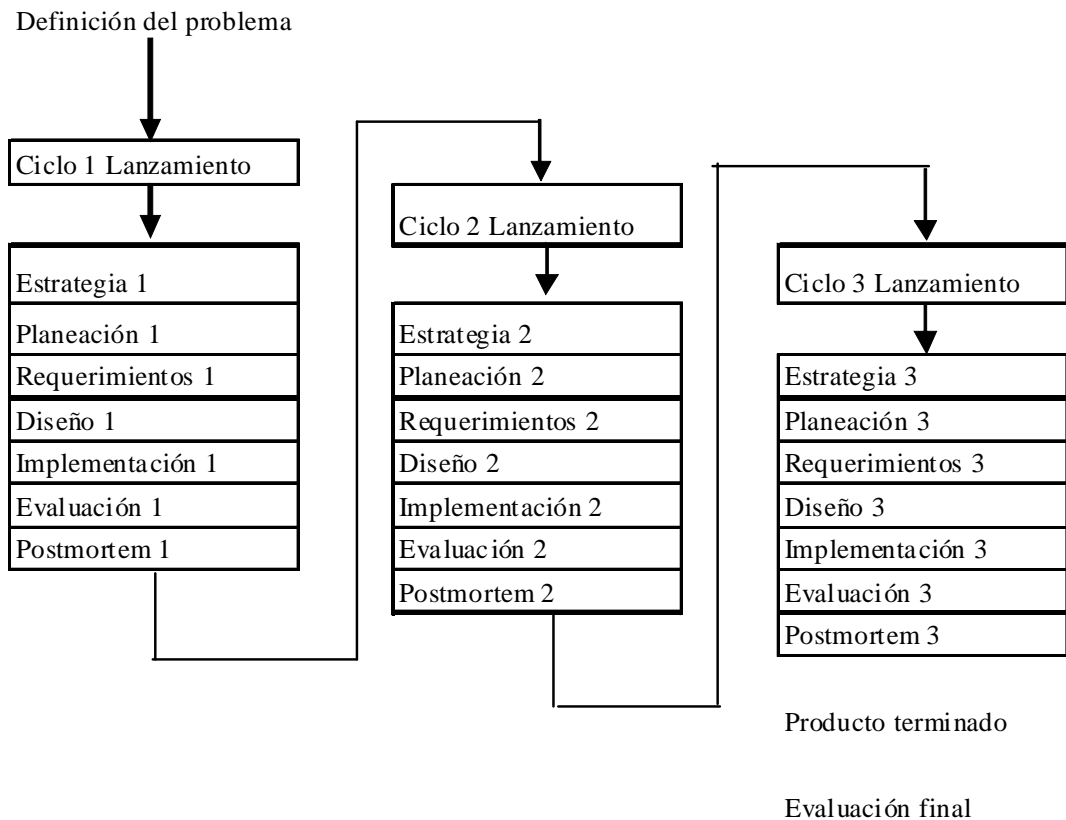 Definición del problema
Ciclo 1 Lanzamiento
Estrategia 1
Planeación 1
Requerimientos 1
Diseño 1
Implementación 1
Evaluación 1
Postmortem 1
Ciclo 2 Lanzamiento
Estrategia 2
Planeación 2
Requerimientos 2
Diseño 2
Implementación 2
Evaluación 2
Postmortem 2
Ciclo 3 Lanzamiento
Estrategia 3
Planeación 3
Requerimientos 3
Diseño 3
Implementación 3
Evaluación 3
Postmortem 3
Producto terminado
Evaluación final